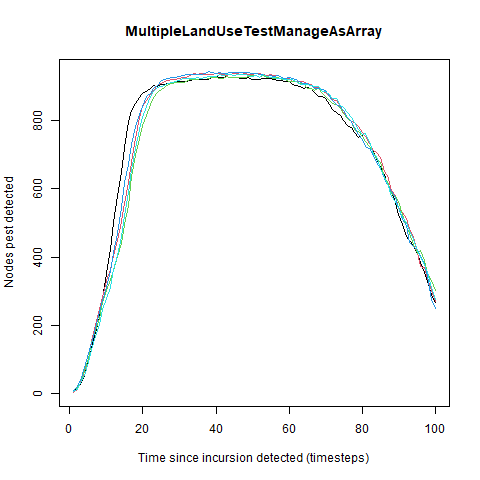 MultipleLandUseTestManageAsArray
Nodes pest detected
800
600
400
200
0
0 20 40 60 80 100
Time since incursion detected (timesteps)